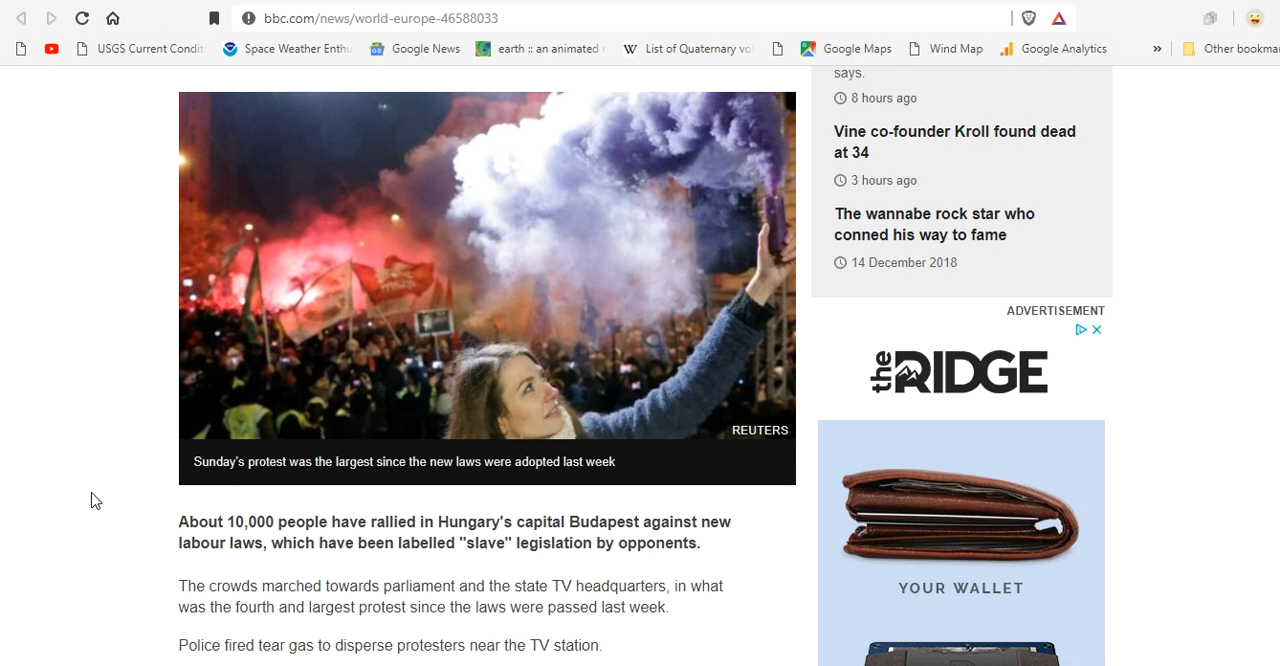 bbc.com/news/world-europe-46588033
USGS Current Condit
Space Weather Enthu
Google News
earth :: an animated
W List of Quaternary vo
Google Maps
Wind Map
Google Analytics
»
Other bookma
REUTERS
Sunday's protest was the largest since the new laws were adopted last week
About 10,000 people have rallied in Hungary's capital Budapest against new
labour laws, which have been labelled "slave" legislation by opponents.
The crowds marched towards parliament and the state TV headquarters, in what
was the fourth and largest protest since the laws were passed last week.
Police fired tear gas to disperse protesters near the TV station.
says.
8 hours ago
Vine co-founder Kroll found dead
at 34
3 hours ago
The wannabe rock star who
conned his way to fame
14 December 2018
ADVERTISEMENT
the RIDGE
YOUR WALLET